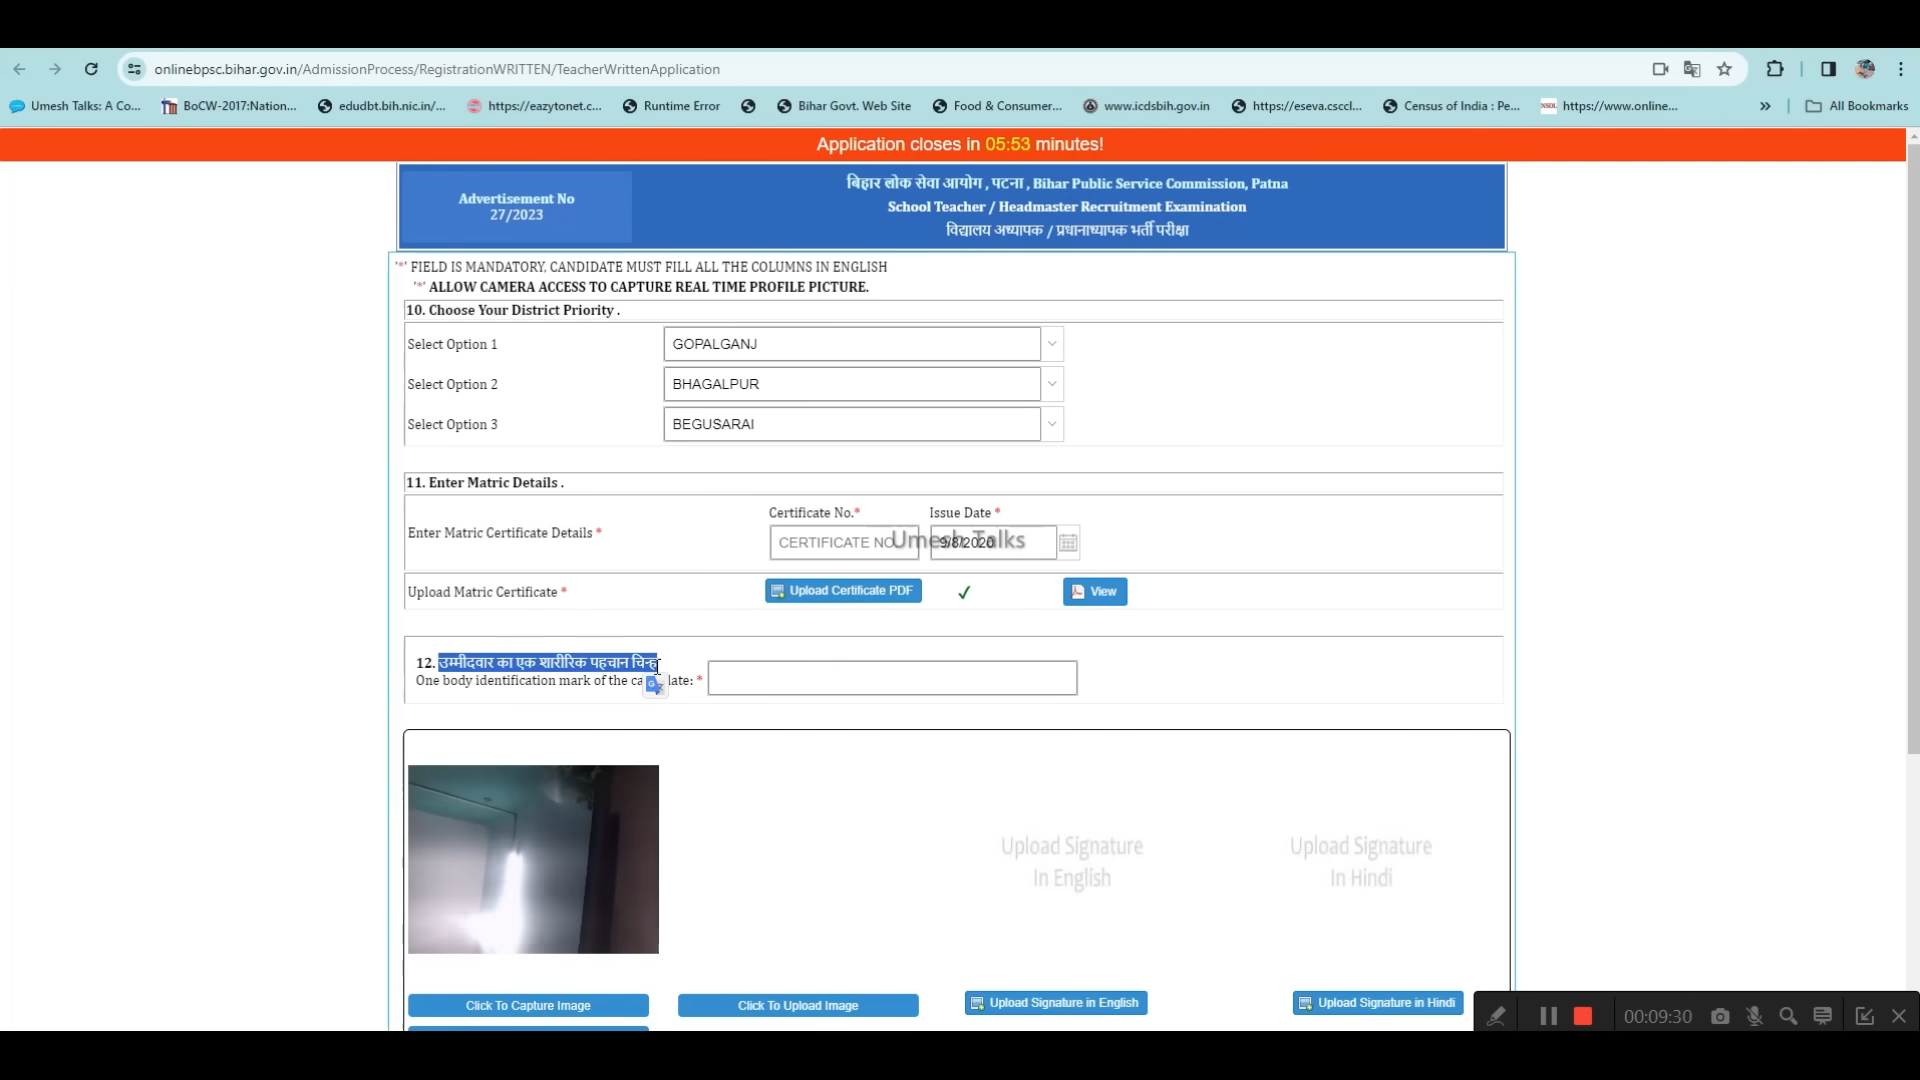 onlinebpsc.bihar.gov.in/AdmissionProcess/RegistrationWRITTEN/TeacherWrittenApplication
Umesh Talks: A Co...
BoCW-2017:Nation...
edudbt.bih.nic.in/...
https://eazytonet.c...
Runtime Error
Bihar Govt. Web Site
Food & Consumer...
www.icdsbih.gov.in
https://eseva.csccl...
Census of India : Pe...
NSDL https://www.online...
»
All Bookmarks
Application closes in 05:53 minutes!
Advertisement No
27/2023
बिहार लोक सेवा आयोग , पटना , Bihar Public Service Commission, Patna
School Teacher / Headmaster Recruitment Examination
विद्यालय अध्यापक / प्रधानाध्यापक भर्ती परीक्षा
'*' FIELD IS MANDATORY, CANDIDATE MUST FILL ALL THE COLUMNS IN ENGLISH
'*' ALLOW CAMERA ACCESS TO CAPTURE REAL TIME PROFILE PICTURE.
10. Choose Your District Priority .
Select Option 1 GOPALGANJ
Select Option 2 BHAGALPUR
Select Option 3 BEGUSARAI
11. Enter Matric Details .
Certificate No.* Issue Date *
Enter Matric Certificate Details * CERTIFICATE NO. 9/8/2020
Umesh Talks
Upload Matric Certificate * Upload Certificate PDF ✓ View
12. उम्मीदवार का एक शारीरिक पहचान चिन्ह
One body identification mark of the ca late: *
Upload Signature
In English
Upload Signature
In Hindi
Click To Capture Image
Click To Upload Image
Upload Signature in English
Upload Signature in Hindi
00:09:30